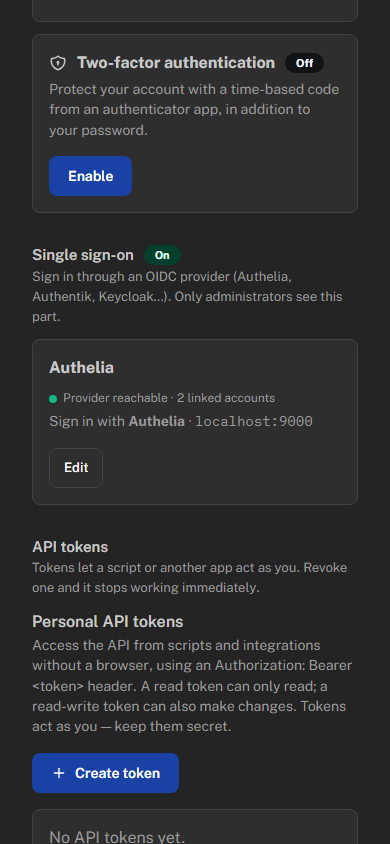 Two-factor authentication Off
Protect your account with a time-based code
from an authenticator app, in addition to
your password.
Enable
Single sign-on On
Sign in through an OIDC provider (Authelia,
Authentik, Keycloak…). Only administrators see this
part.
Authelia
Provider reachable · 2 linked accounts
Sign in with Authelia · localhost:9000
Edit
API tokens
Tokens let a script or another app act as you. Revoke
one and it stops working immediately.
Personal API tokens
Access the API from scripts and integrations
without a browser, using an Authorization: Bearer
<token> header. A read token can only read; a
read-write token can also make changes. Tokens
act as you — keep them secret.
+ Create token
No API tokens yet.